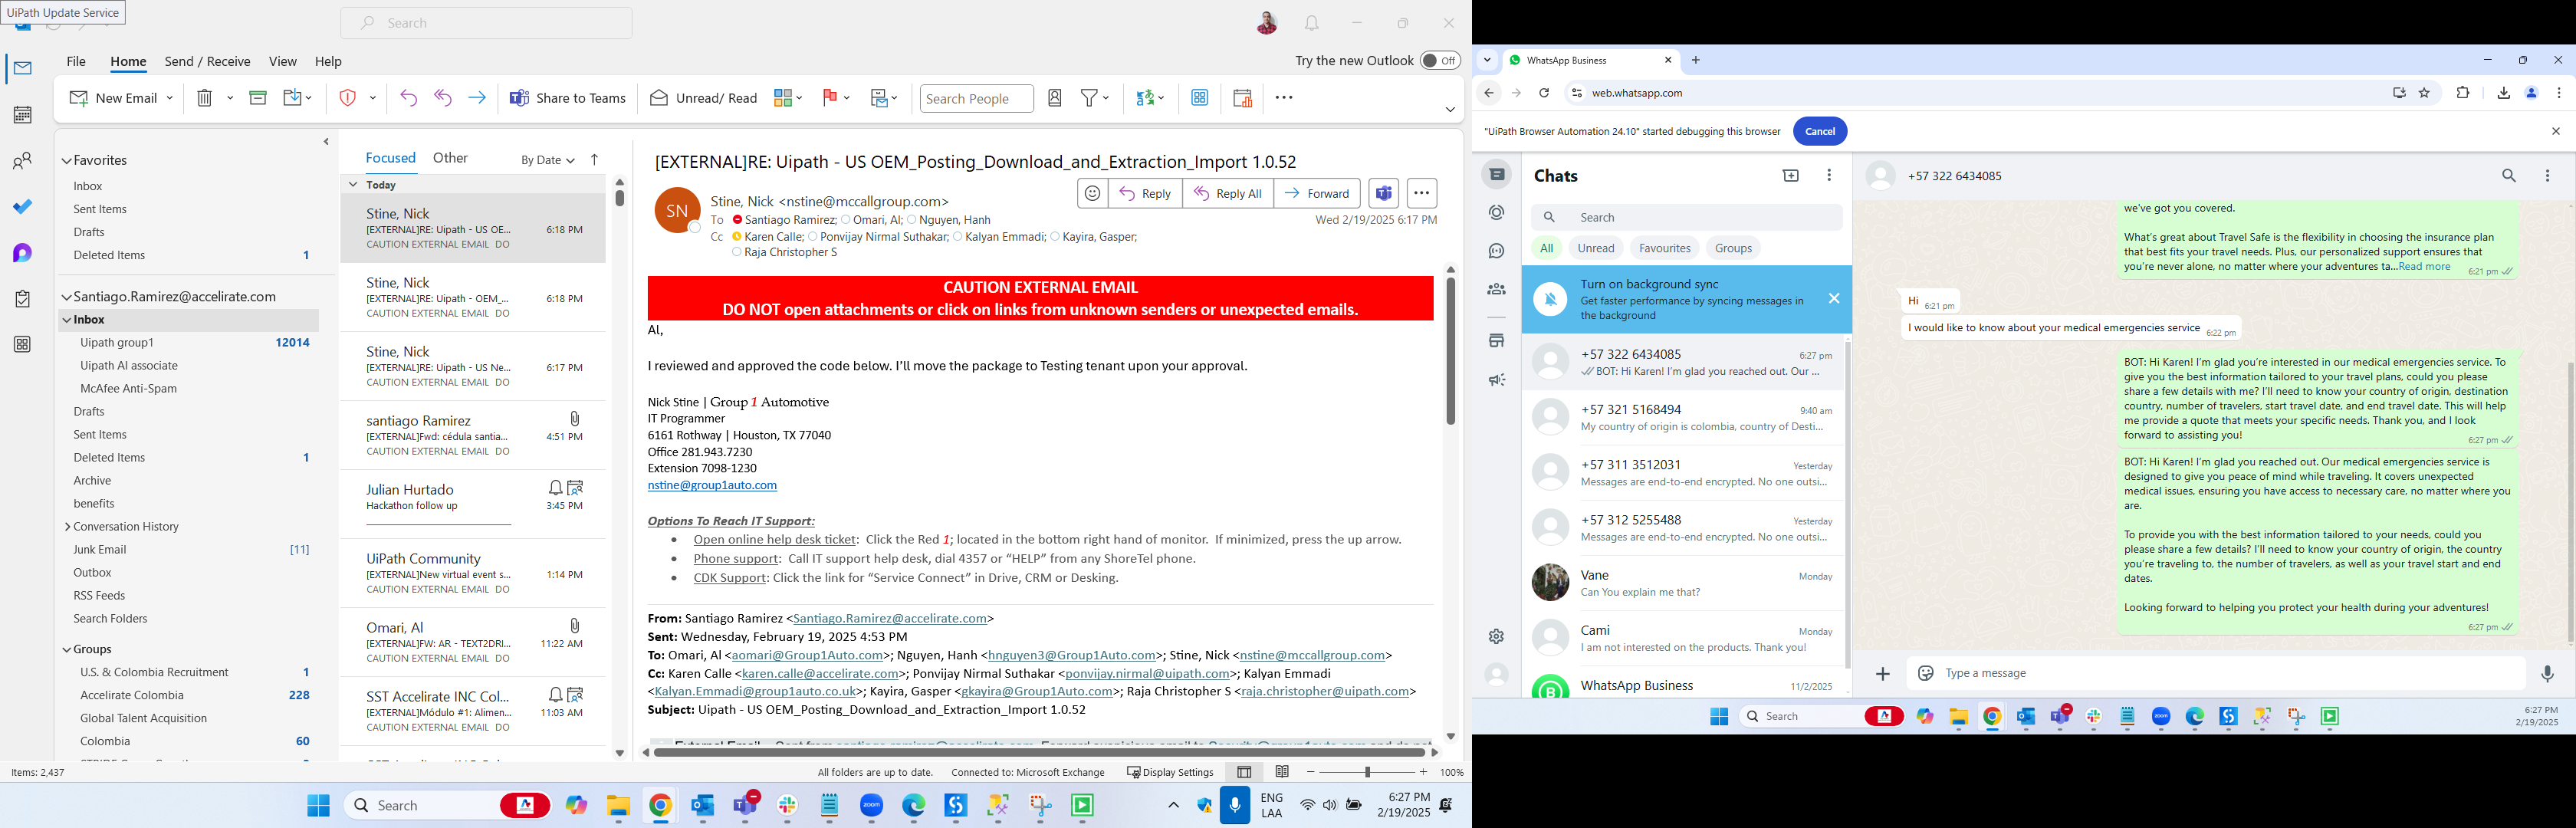 UiPath Update Service
Search
File
Home
Send / Receive
View
Help
Try the new Outlook
Off
New Email
Share to Teams
Unread/ Read
Search People
Favorites
Inbox
Sent Items
Drafts
Deleted Items 1
Santiago.Ramirez@accelirate.com
Inbox
Uipath group1 12014
Uipath AI associate
McAfee Anti-Spam
Drafts
Sent Items
Deleted Items 1
Archive
benefits
Conversation History
Junk Email [11]
Outbox
RSS Feeds
Search Folders
Groups
U.S. & Colombia Recruitment 1
Accelirate Colombia 228
Global Talent Acquisition
Colombia 60
Focused Other By Date
Today
Stine, Nick
[EXTERNAL]RE: Uipath - US OE... 6:18 PM
CAUTION EXTERNAL EMAIL DO
Stine, Nick
[EXTERNAL]RE: Uipath - OEM_... 6:18 PM
CAUTION EXTERNAL EMAIL DO
Stine, Nick
[EXTERNAL]RE: Uipath - US Ne... 6:17 PM
CAUTION EXTERNAL EMAIL DO
santiago Ramirez
[EXTERNAL]Fwd: cédula santia... 4:51 PM
CAUTION EXTERNAL EMAIL DO
Julian Hurtado
Hackathon follow up 3:45 PM
UiPath Community
[EXTERNAL]New virtual event s... 1:14 PM
CAUTION EXTERNAL EMAIL DO
Omari, Al
[EXTERNAL]FW: AR - TEXT2DRI... 11:22 AM
CAUTION EXTERNAL EMAIL DO
SST Accelirate INC Col...
[EXTERNAL]Módulo #1: Alimen... 11:03 AM
CAUTION EXTERNAL EMAIL DO
[EXTERNAL]RE: Uipath - US OEM_Posting_Download_and_Extraction_Import 1.0.52
SN
Stine, Nick <nstine@mccallgroup.com>
To Santiago Ramirez; Omari, Al; Nguyen, Hanh
Cc Karen Calle; Ponvijay Nirmal Suthakar; Kalyan Emmadi; Kayira, Gasper;
Raja Christopher S
Reply
Reply All
Forward
Wed 2/19/2025 6:17 PM
CAUTION EXTERNAL EMAIL
DO NOT open attachments or click on links from unknown senders or unexpected emails.
Al,
I reviewed and approved the code below. I'll move the package to Testing tenant upon your approval.
Nick Stine | Group 1 Automotive
IT Programmer
6161 Rothway | Houston, TX 77040
Office 281.943.7230
Extension 7098-1230
nstine@group1auto.com
Options To Reach IT Support:
• Open online help desk ticket: Click the Red 1; located in the bottom right hand of monitor. If minimized, press the up arrow.
• Phone support: Call IT support help desk, dial 4357 or “HELP” from any ShoreTel phone.
• CDK Support: Click the link for “Service Connect” in Drive, CRM or Desking.
From: Santiago Ramirez <Santiago.Ramirez@accelirate.com>
Sent: Wednesday, February 19, 2025 4:53 PM
To: Omari, Al <aomari@Group1Auto.com>; Nguyen, Hanh <hnguyen3@Group1Auto.com>; Stine, Nick <nstine@mccallgroup.com>
Cc: Karen Calle <karen.calle@accelirate.com>; Ponvijay Nirmal Suthakar <ponvijay.nirmal@uipath.com>; Kalyan Emmadi
<Kalyan.Emmadi@group1auto.co.uk>; Kayira, Gasper <gkayira@Group1Auto.com>; Raja Christopher S <raja.christopher@uipath.com>
Subject: Uipath - US OEM_Posting_Download_and_Extraction_Import 1.0.52
Items: 2,437
All folders are up to date.
Connected to: Microsoft Exchange
Display Settings
100%
Search
zoom
ENG
LAA
6:27 PM
2/19/2025
WhatsApp Business
web.whatsapp.com
"UiPath Browser Automation 24.10" started debugging this browser
Cancel
Chats
Search
All Unread Favourites Groups
Turn on background sync
Get faster performance by syncing messages in
the background
+57 322 6434085 6:27 pm
BOT: Hi Karen! I'm glad you reached out. Our ...
+57 321 5168494 9:40 am
My country of origin is colombia, country of Desti...
+57 311 3512031 Yesterday
Messages are end-to-end encrypted. No one outsi...
+57 312 5255488 Yesterday
Messages are end-to-end encrypted. No one outsi...
Vane Monday
Can You explain me that?
Cami Monday
I am not interested on the products. Thank you!
WhatsApp Business 11/2/2025
+57 322 6434085
we've got you covered.
What's great about Travel Safe is the flexibility in choosing the insurance plan
that best fits your travel needs. Plus, our personalized support ensures that
you're never alone, no matter where your adventures ta...Read more 6:21 pm
Hi 6:21 pm
I would like to know about your medical emergencies service 6:22 pm
BOT: Hi Karen! I'm glad you're interested in our medical emergencies service. To
give you the best information tailored to your travel plans, could you please
share a few details with me? I'll need to know your country of origin, destination
country, number of travelers, start travel date, and end travel date. This will help
me provide a quote that meets your specific needs. Thank you, and I look
forward to assisting you! 6:27 pm
BOT: Hi Karen! I'm glad you reached out. Our medical emergencies service is
designed to give you peace of mind while traveling. It covers unexpected
medical issues, ensuring you have access to necessary care, no matter where you
are.
To provide you with the best information tailored to your needs, could you
please share a few details? I'll need to know your country of origin, the country
you're traveling to, the number of travelers, as well as your travel start and end
dates.
Looking forward to helping you protect your health during your adventures!
6:27 pm
Type a message
Search
zoom
6:27 PM
2/19/2025